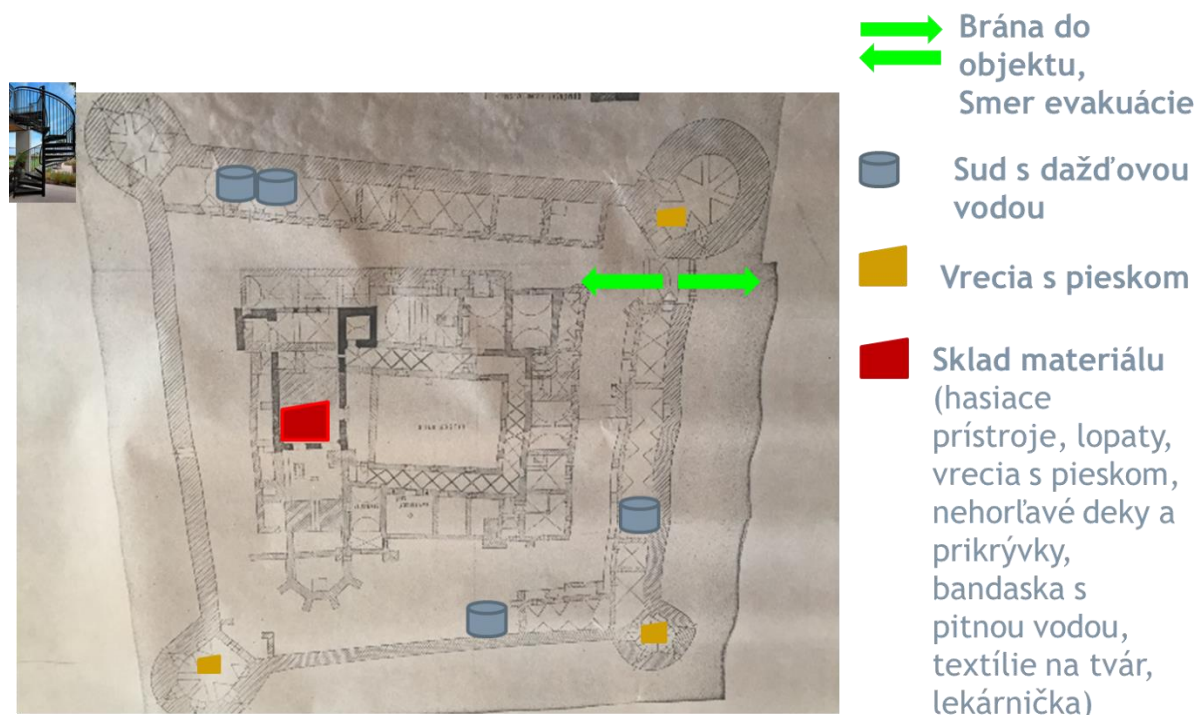 Brána do
objektu,
Smer evakuácie
Sud s dažďovou
vodou
Vrecia s pieskom
Sklad materiálu
(hasiace
prístroje, lopaty,
vrecia s pieskom,
nehorľavé deky a
prikrývky,
bandaska s
pitnou vodou,
textílie na tvár,
lekárnička)